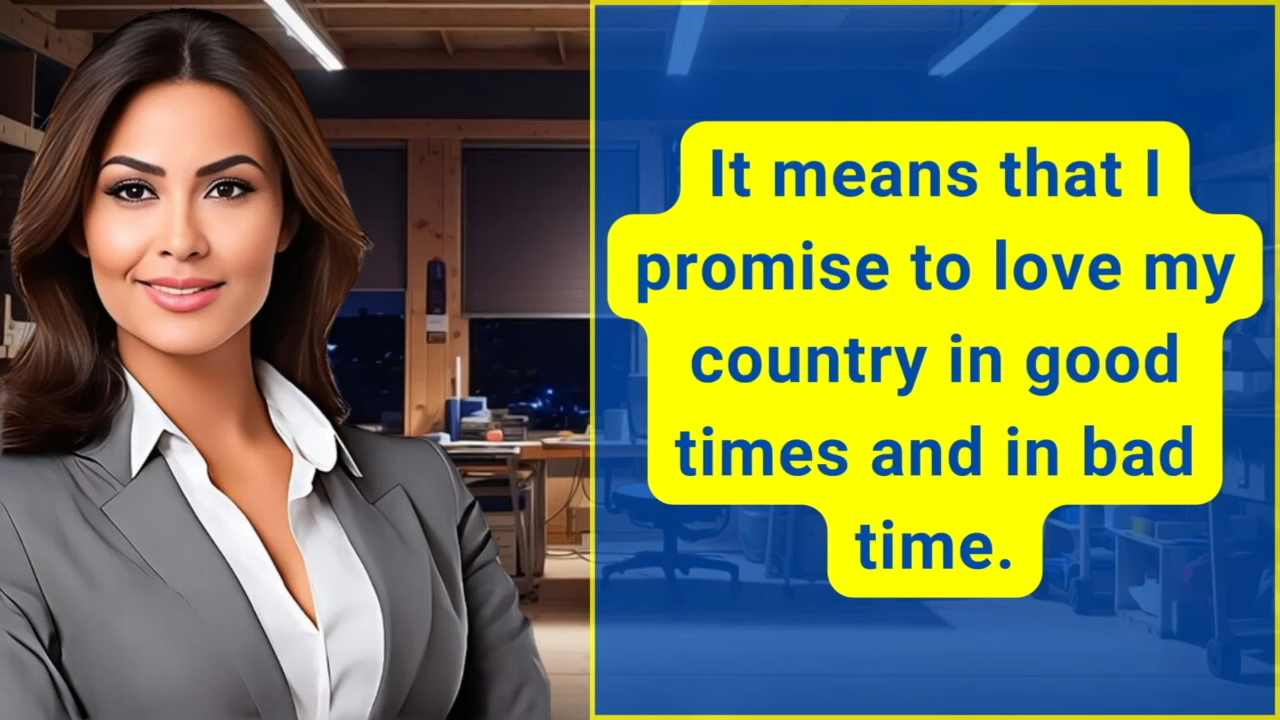 It means that I
promise to love my
country in good
times and in bad
time.